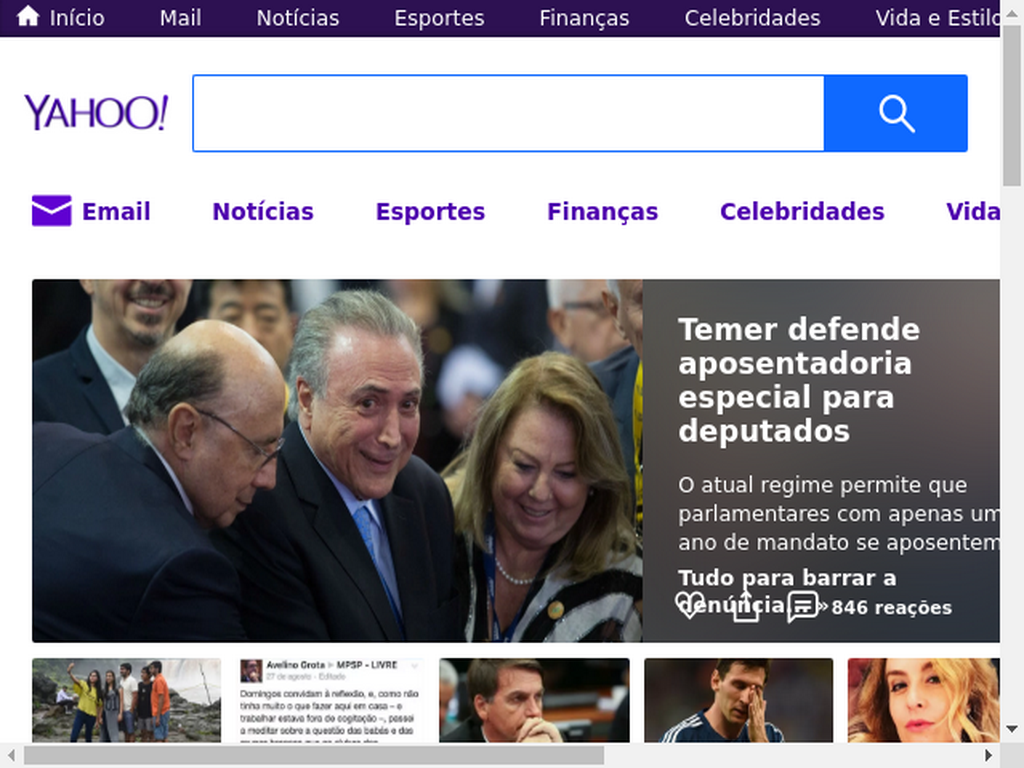 Início Mail Notícias Esportes Finanças Celebridades Vida e Estilo
YAHOO!
Email Notícias Esportes Finanças Celebridades Vida
Temer defende
aposentadoria
especial para
deputados
O atual regime permite que
parlamentares com apenas um
ano de mandato se aposentem
Tudo para barrar a
denúncia »
846 reações
Avelino Grota ▶ MPSP - LIVRE
27 de agosto · Editado
Domingos convidam à reflexão, e, como não
tinha muito o que fazer aqui em casa – e
trabalhar estava fora de cogitação –, passei
a meditar sobre a questão das babás e das